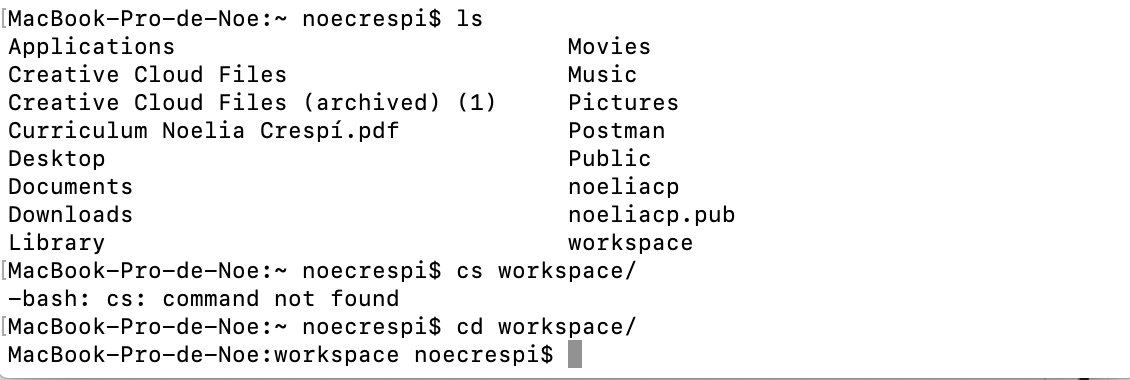 [MacBook-Pro-de-Noe:~ noecrespi$ ls
Applications Movies
Creative Cloud Files Music
Creative Cloud Files (archived) (1) Pictures
Curriculum Noelia Crespí.pdf Postman
Desktop Public
Documents noeliacp
Downloads noeliacp.pub
Library workspace
[MacBook-Pro-de-Noe:~ noecrespi$ cs workspace/
-bash: cs: command not found
[MacBook-Pro-de-Noe:~ noecrespi$ cd workspace/
MacBook-Pro-de-Noe:workspace noecrespi$